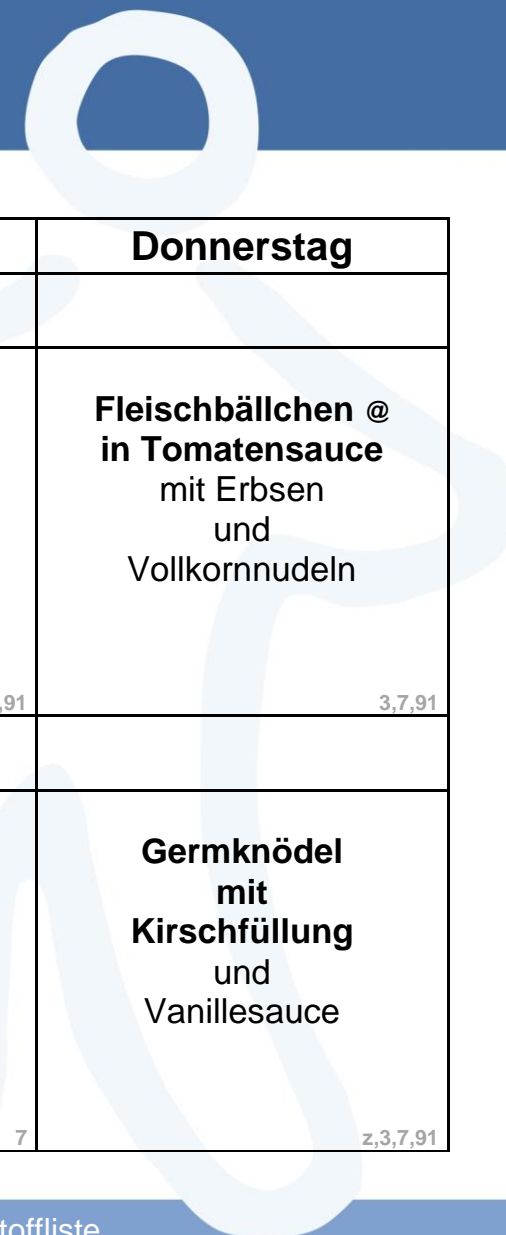 Donnerstag
Fleischbällchen @
in Tomatensauce
mit Erbsen
und
Vollkornnudeln
,91
3,7,91
Germknödel
mit
Kirschfüllung
und
Vanillesauce
7
z,3,7,91
toffliste